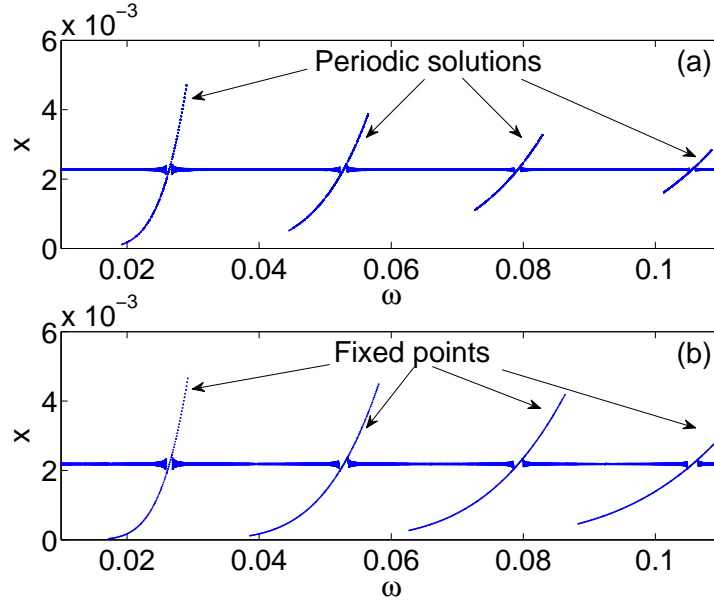 x 10⁻³
6
Periodic solutions
(a)
4
x
2
0
0.02
0.04
0.06
0.08
0.1
ω
x 10⁻³
6
Fixed points
(b)
4
x
2
0
0.02
0.04
0.06
0.08
0.1
ω